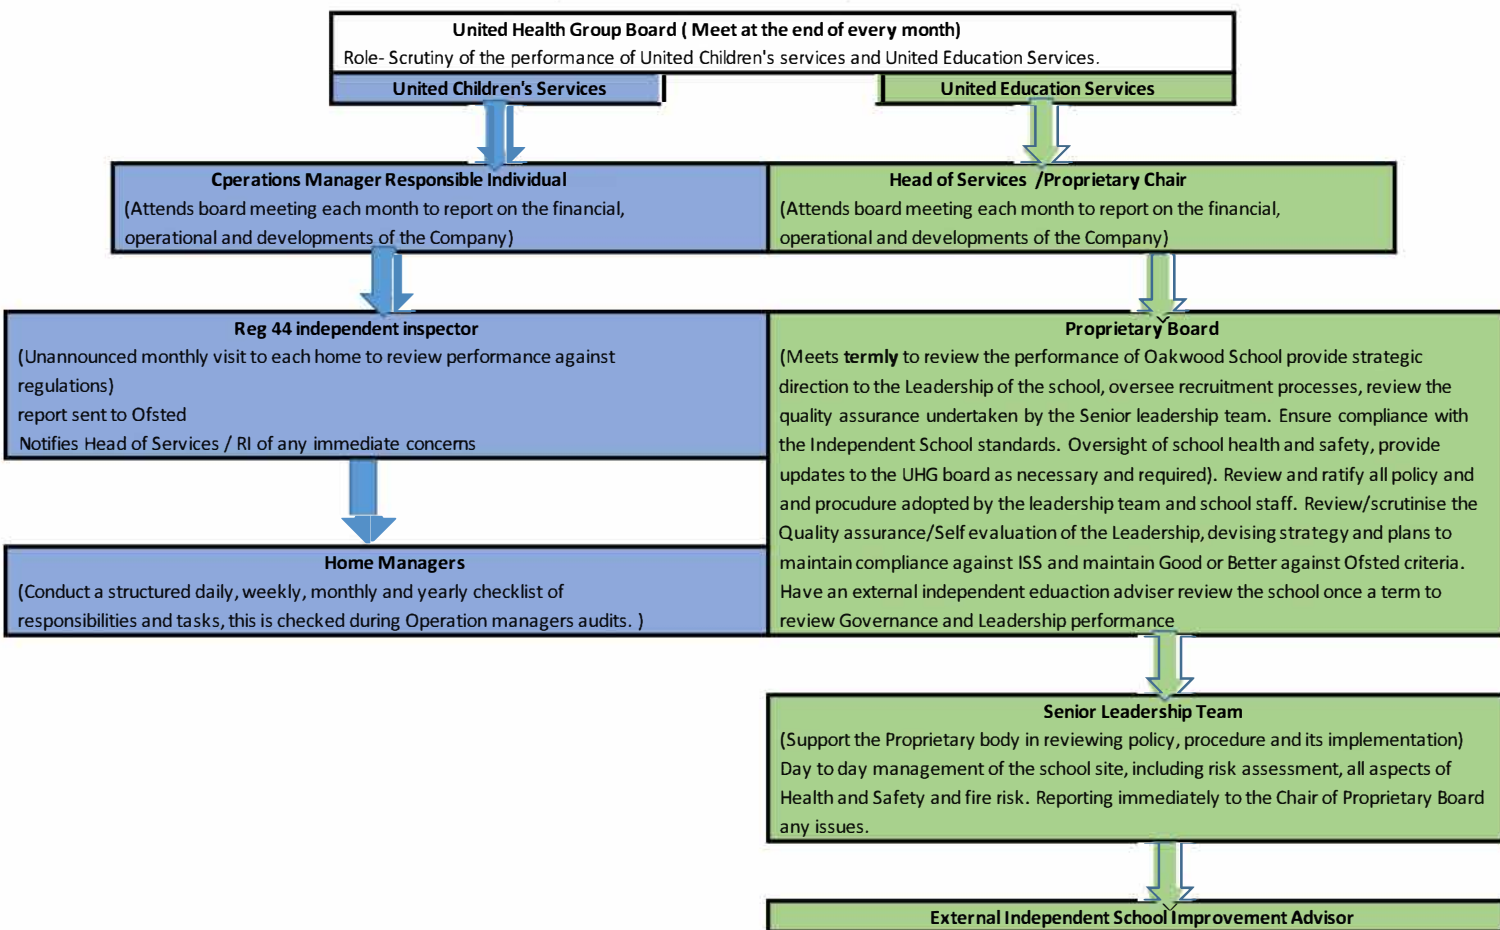 United Health Group Board ( Meet at the end of every month)
Role- Scrutiny of the performance of United Children's services and United Education Services.
United Children's Services
United Education Services
Cperations Manager Responsible Individual
(Attends board meeting each month to report on the financial,
operational and developments of the Company)
Head of Services /Proprietary Chair
(Attends board meeting each month to report on the financial,
operational and developments of the Company)
Reg 44 independent inspector
(Unannounced monthly visit to each home to review performance against
regulations)
report sent to Ofsted
Notifies Head of Services / RI of any immediate concerns
Proprietary Board
(Meets termly to review the performance of Oakwood School provide strategic
direction to the Leadership of the school, oversee recruitment processes, review the
quality assurance undertaken by the Senior leadership team. Ensure compliance with
the Independent School standards. Oversight of school health and safety, provide
updates to the UHG board as necessary and required). Review and ratify all policy and
and procudure adopted by the leadership team and school staff. Review/scrutinise the
Quality assurance/Self evaluation of the Leadership, devising strategy and plans to
maintain compliance against ISS and maintain Good or Better against Ofsted criteria.
Have an external independent eduaction adviser review the school once a term to
review Governance and Leadership performance
Home Managers
(Conduct a structured daily, weekly, monthly and yearly checklist of
responsibilities and tasks, this is checked during Operation managers audits. )
Senior Leadership Team
(Support the Proprietary body in reviewing policy, procedure and its implementation)
Day to day management of the school site, including risk assessment, all aspects of
Health and Safety and fire risk. Reporting immediately to the Chair of Proprietary Board
any issues.
External Independent School Improvement Advisor